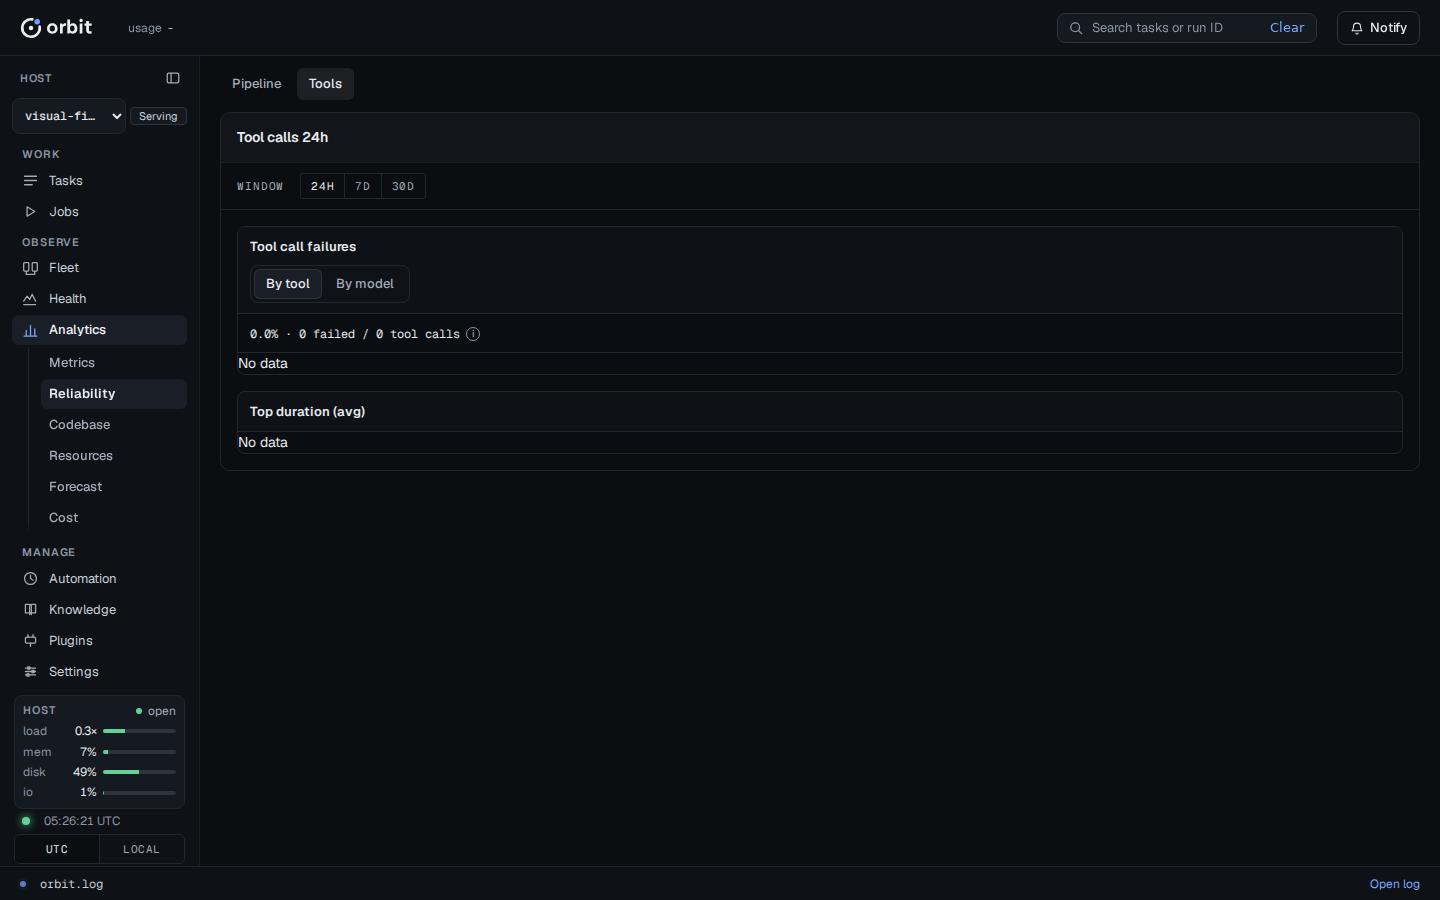 orbit
usage -
Search tasks or run ID
Clear
Notify
HOST
visual-fi…
Serving
WORK
Tasks
Jobs
OBSERVE
Fleet
Health
Analytics
Metrics
Reliability
Codebase
Resources
Forecast
Cost
MANAGE
Automation
Knowledge
Plugins
Settings
HOST open
load 0.3×
mem 7%
disk 49%
io 1%
05:26:21 UTC
UTC LOCAL
Pipeline Tools
Tool calls 24h
WINDOW 24H 7D 30D
Tool call failures
By tool By model
0.0% · 0 failed / 0 tool calls
No data
Top duration (avg)
No data
orbit.log
Open log